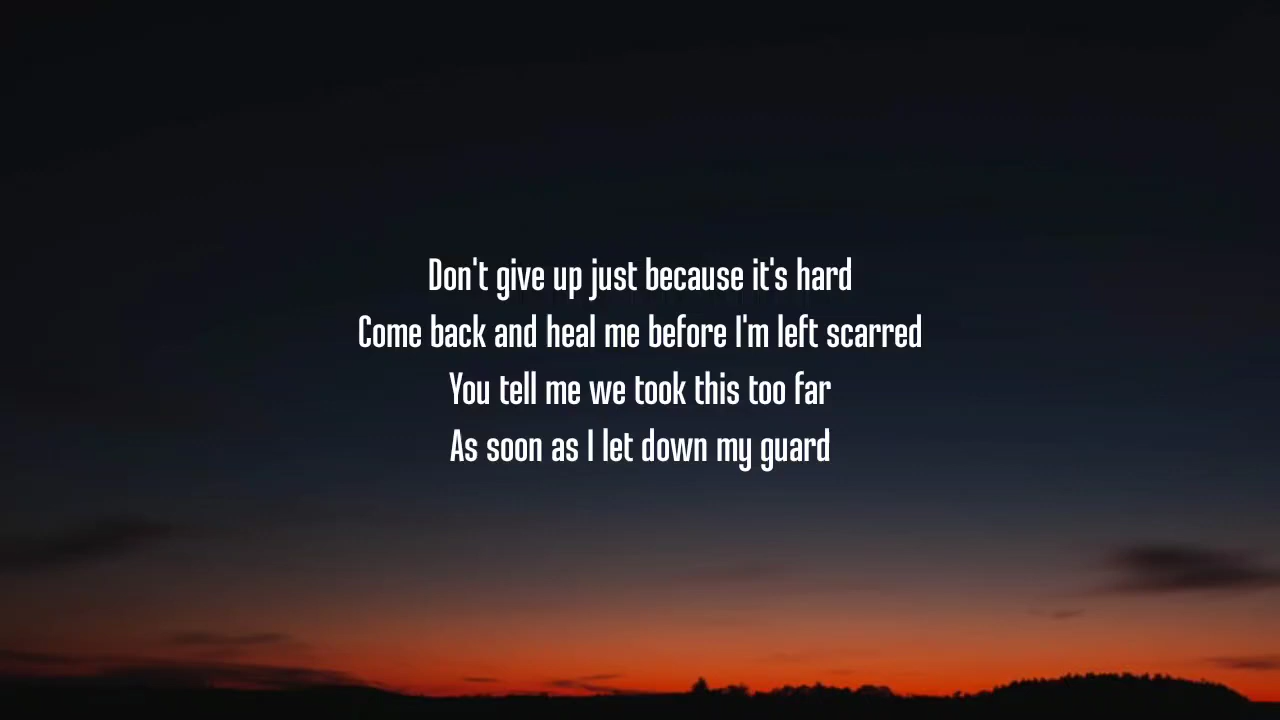 Don't give up just because it's hard
Come back and heal me before I'm left scarred
You tell me we took this too far
As soon as I let down my guard